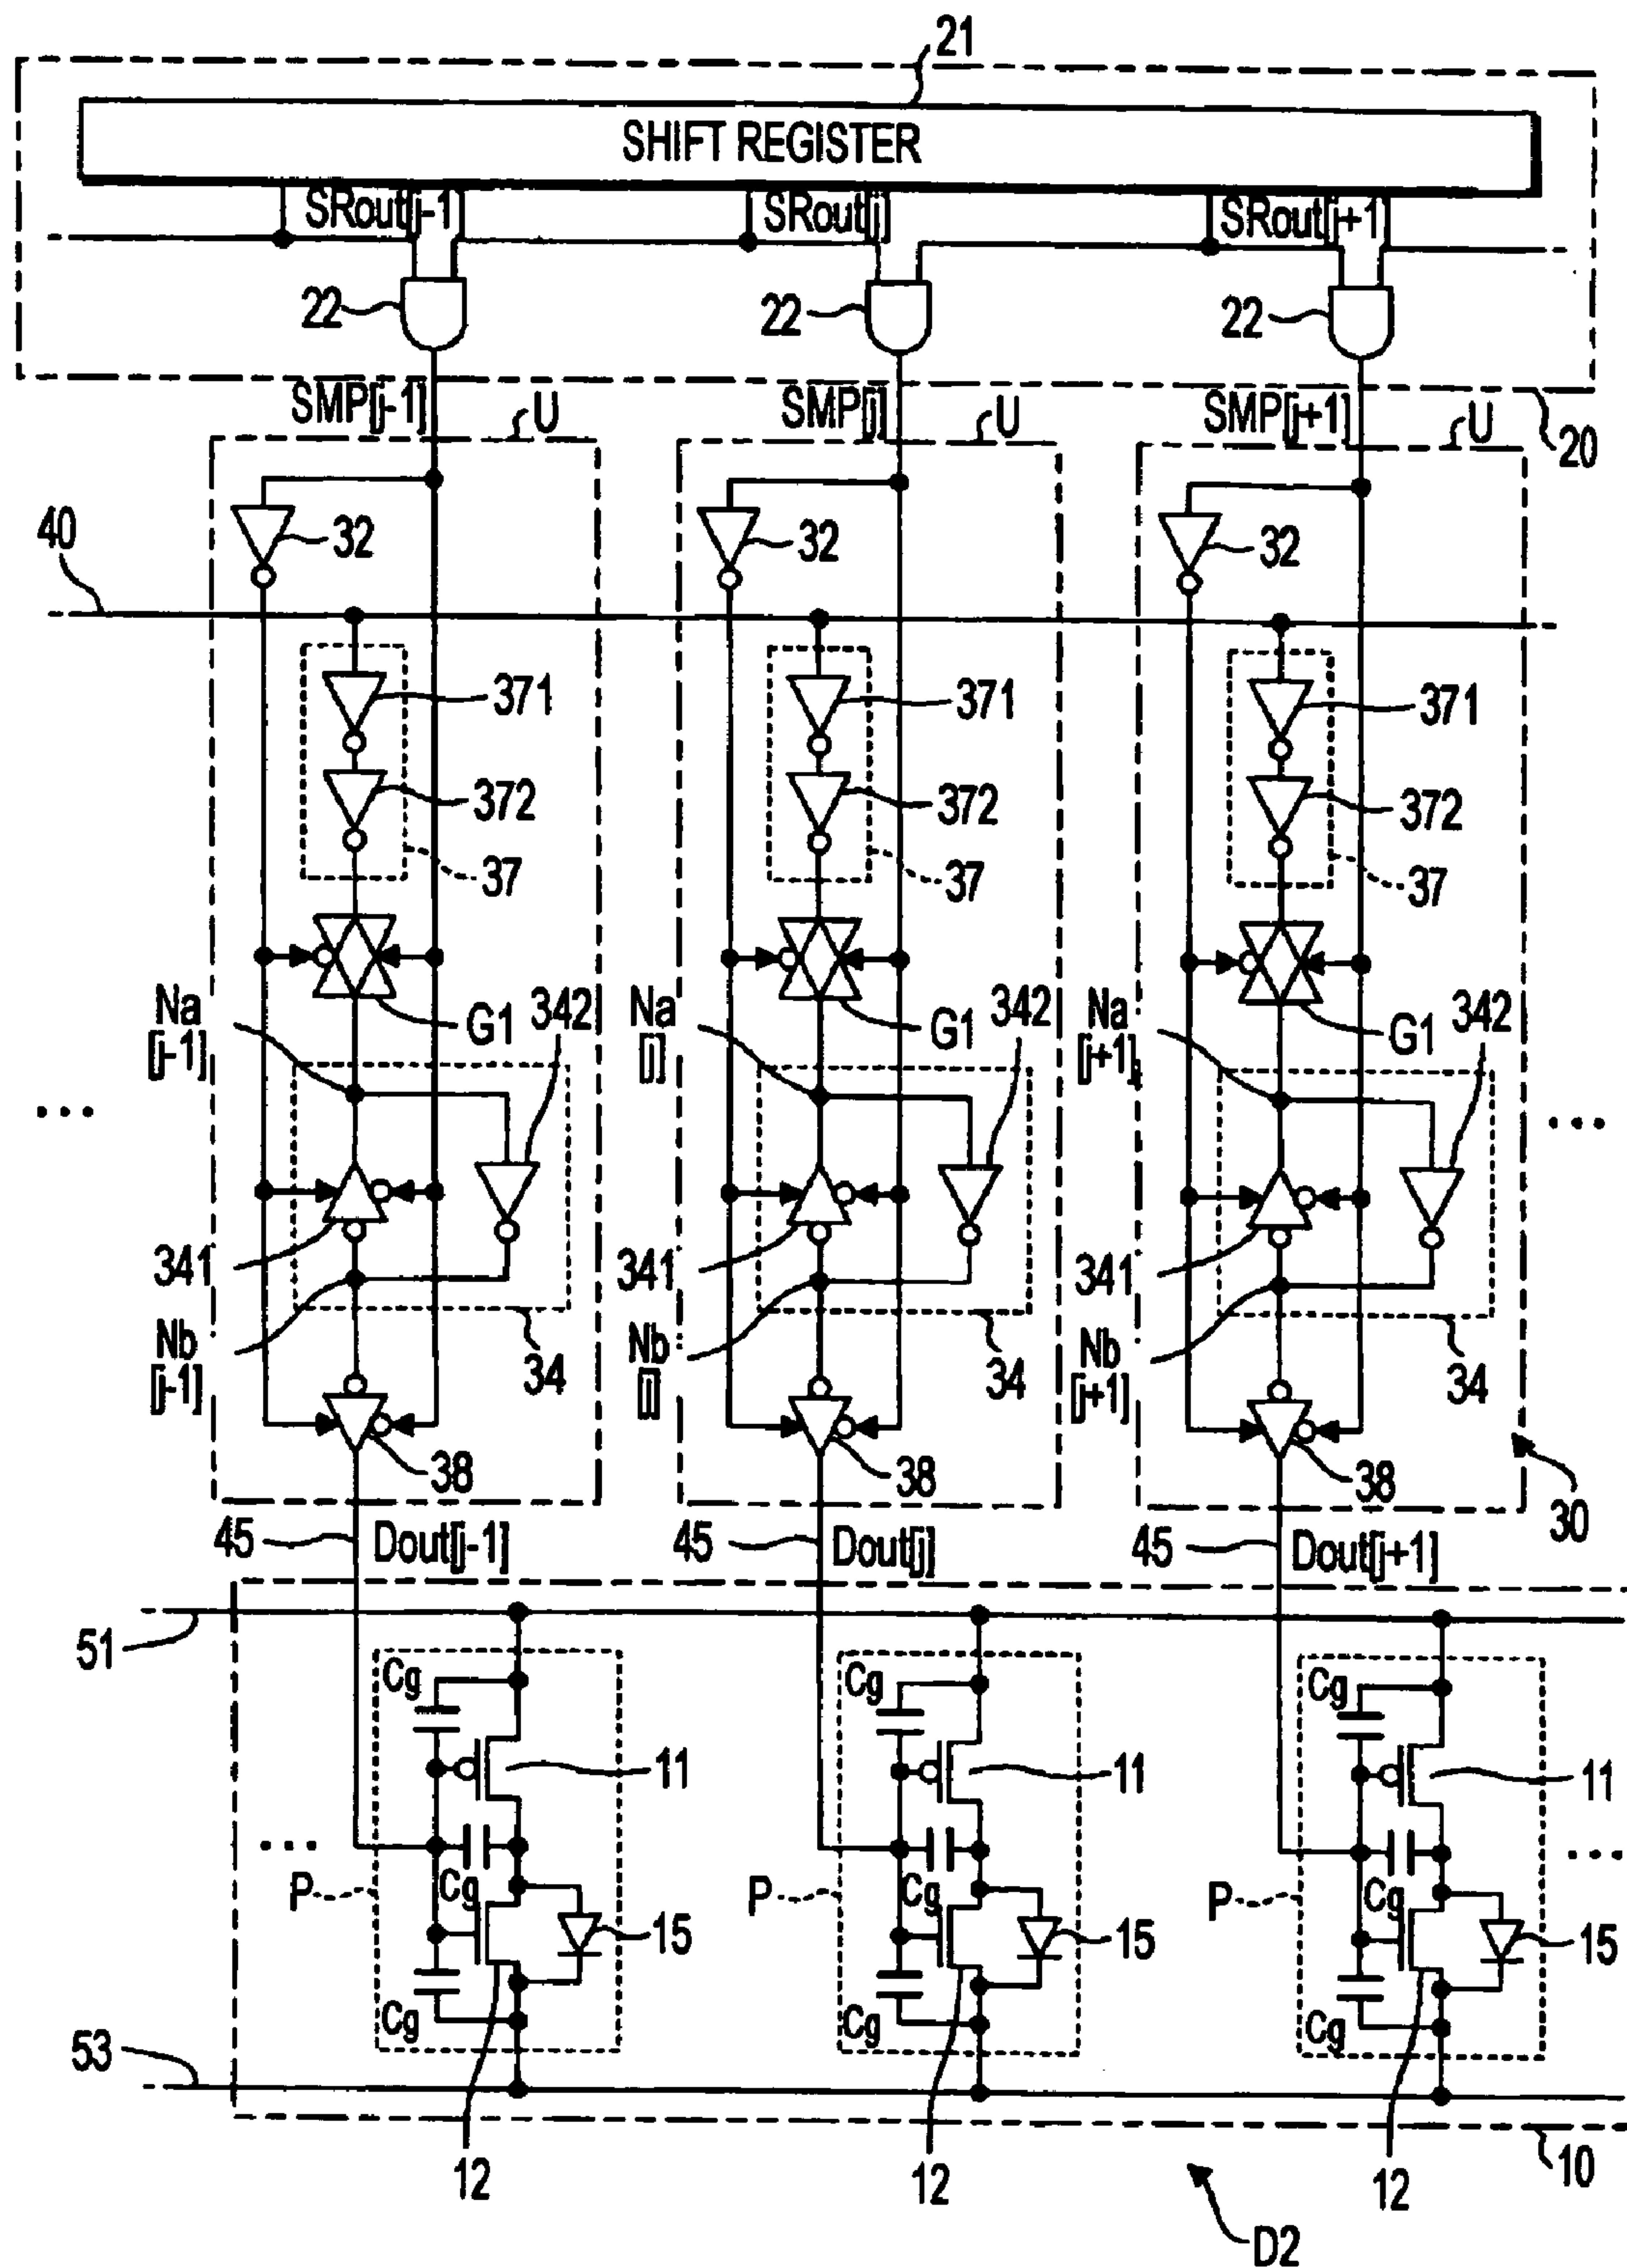 21
SHIFT REGISTER
SRout[j-1] SRout[j] SRout[j+1]
22 22 22
SMP[j-1] U SMP[j] U SMP[j+1] U 20
40 32 32 32
371 371 371
372 372 372
37 37 37
Na [j-1] G1 342 Na [j] G1 342 Na [j+1] G1 342
... ...
341 341 341
Nb [j-1] 34 Nb [j] 34 Nb [j+1] 34
38 38 38
30
45 Dout[j-1] 45 Dout[j] 45 Dout[j+1]
51
Cg Cg Cg
11 11 11
... ...
P Cg P Cg P Cg
15 15 15
Cg Cg Cg
53
12 12 12 10
D2